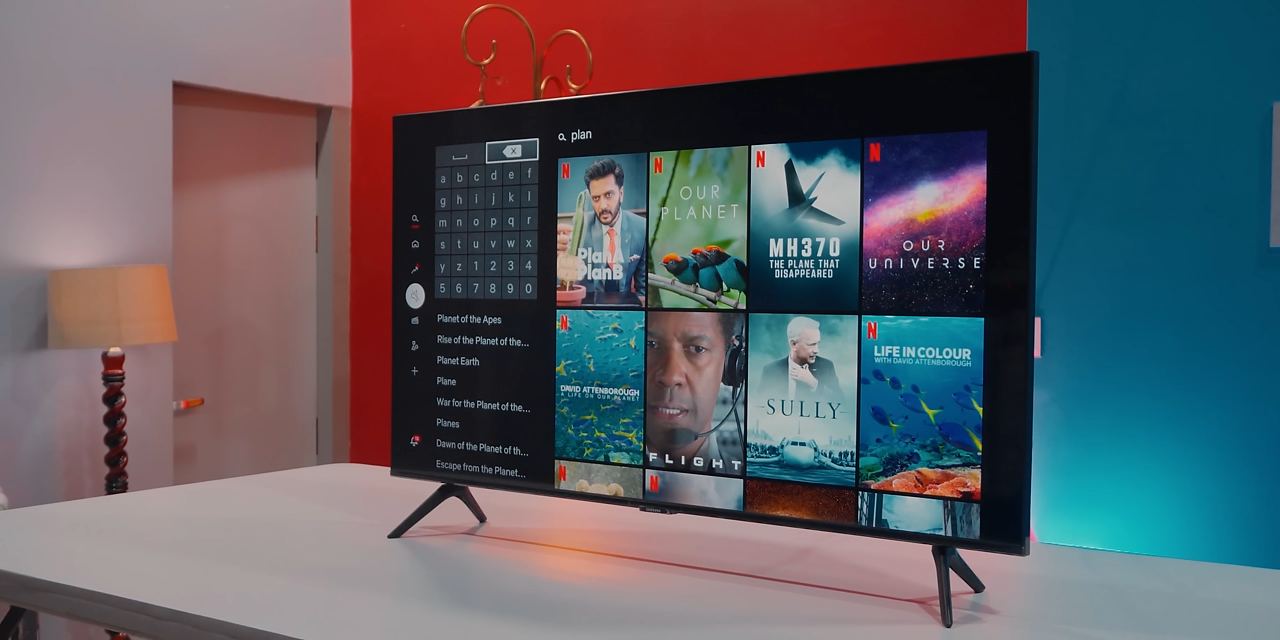 plan
a b c d e f
g h i j k l
m n o p q r
s t u v w x
y z 1 2 3 4
5 6 7 8 9 0
Planet of the Apes
Rise of the Planet of the...
Planet Earth
Plane
War for the Planet of the...
Planes
Dawn of the Planet of th...
Escape from the Planet...
N
Plan A
Plan B
N
OUR
PLANET
N
MH370
THE PLANE THAT
DISAPPEARED
N
OUR
UNIVERSE
N
DAVID ATTENBOROUGH
A LIFE ON OUR PLANET
FLIGHT
SULLY
N
LIFE IN COLOUR
WITH DAVID ATTENBOROUGH
N
N